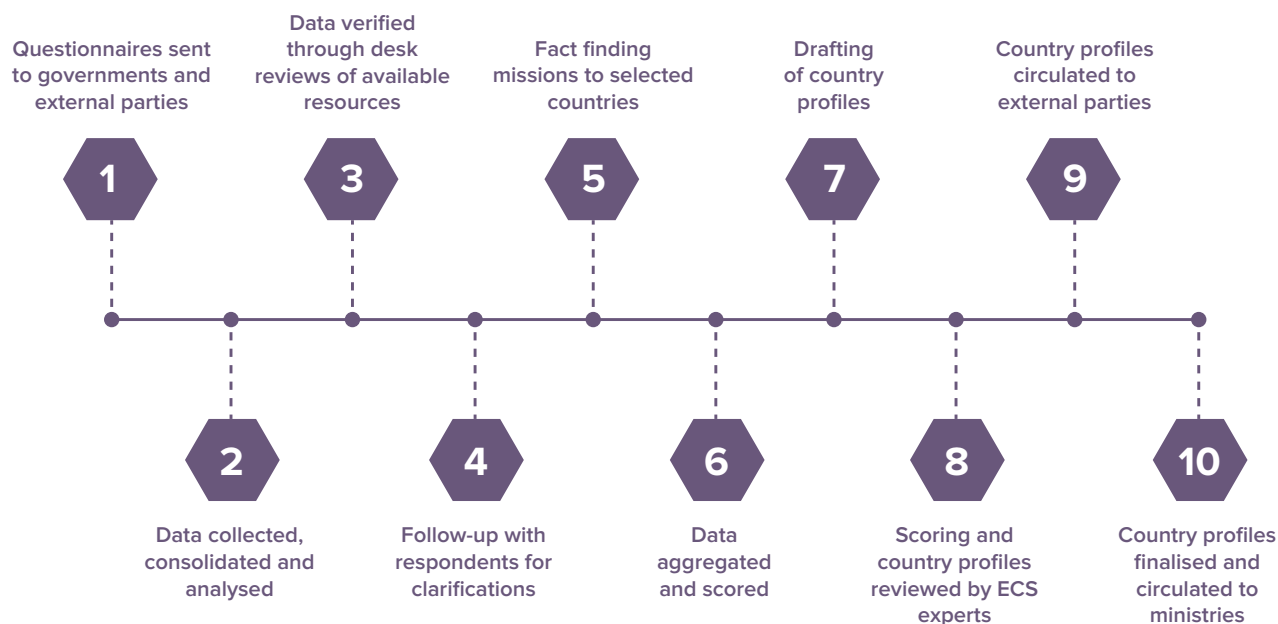 Questionnaires sent
to governments and
external parties
1
2
Data collected,
consolidated and
analysed
Data verified
through desk
reviews of available
resources
3
4
Follow-up with
respondents for
clarifications
Fact finding
missions to selected
countries
5
6
Data
aggregated
and scored
Drafting
of country
profiles
7
8
Scoring and
country profiles
reviewed by ECS
experts
Country profiles
circulated to
external parties
9
10
Country profiles
finalised and
circulated to
ministries